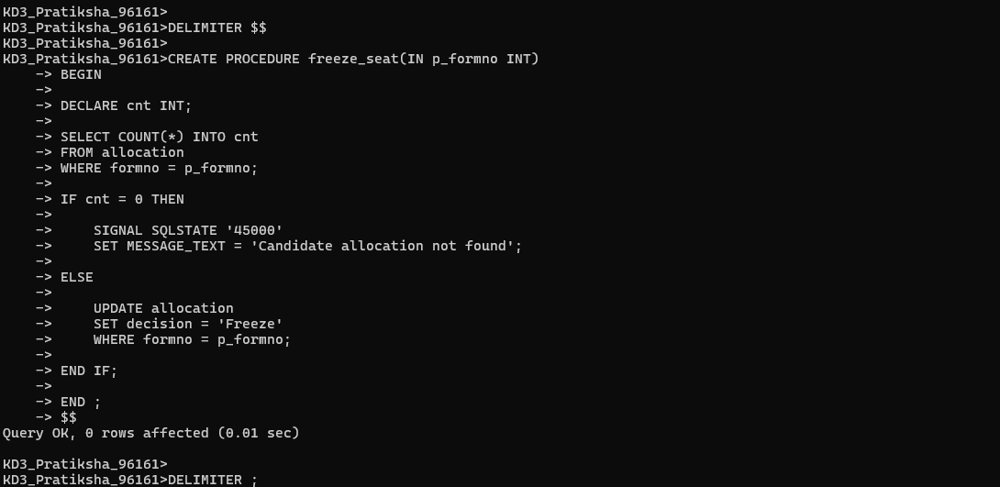 KD3_Pratiksha_96161>
KD3_Pratiksha_96161>DELIMITER $$
KD3_Pratiksha_96161>
KD3_Pratiksha_96161>CREATE PROCEDURE freeze_seat(IN p_formno INT)
    -> BEGIN
    ->
    -> DECLARE cnt INT;
    ->
    -> SELECT COUNT(*) INTO cnt
    -> FROM allocation
    -> WHERE formno = p_formno;
    ->
    -> IF cnt = 0 THEN
    ->
    ->     SIGNAL SQLSTATE '45000'
    ->     SET MESSAGE_TEXT = 'Candidate allocation not found';
    ->
    -> ELSE
    ->
    ->     UPDATE allocation
    ->     SET decision = 'Freeze'
    ->     WHERE formno = p_formno;
    ->
    -> END IF;
    ->
    -> END ;
    -> $$
Query OK, 0 rows affected (0.01 sec)

KD3_Pratiksha_96161>
KD3_Pratiksha_96161>DELIMITER ;